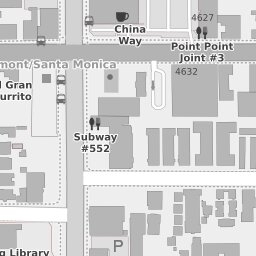 4627
China
Way
Point Point
Joint #3
mont/Santa Monica
4632
l Gran
urrito
Subway
#552
g Library
P